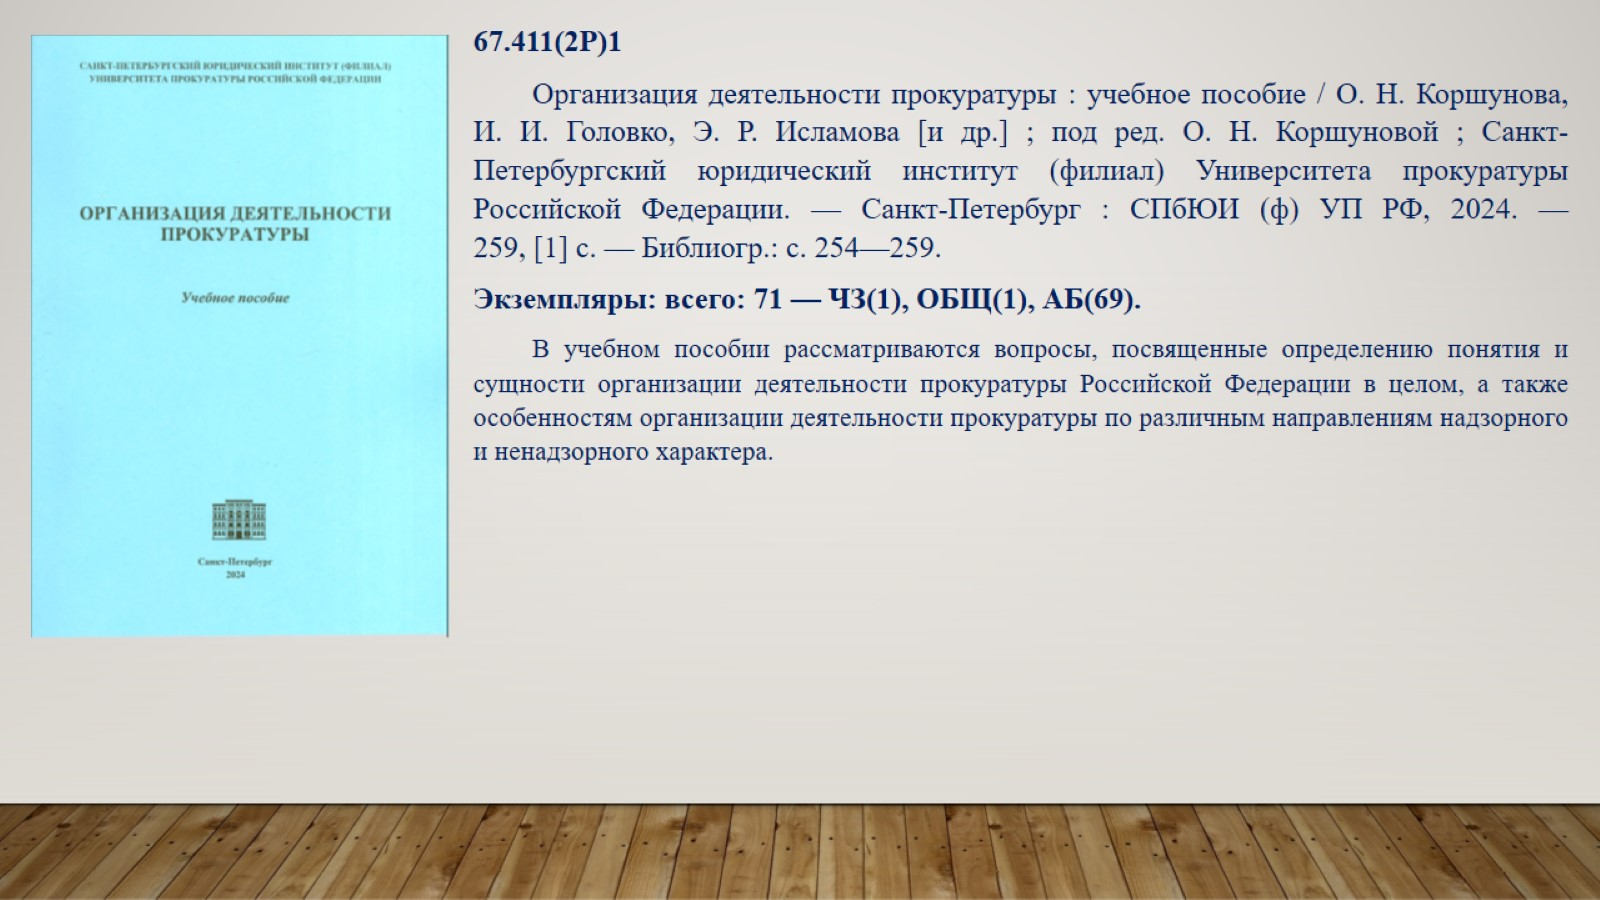 САНКТ-ПЕТЕРБУРГСКИЙ ЮРИДИЧЕСКИЙ ИНСТИТУТ (ФИЛИАЛ)
УНИВЕРСИТЕТА ПРОКУРАТУРЫ РОССИЙСКОЙ ФЕДЕРАЦИИ
ОРГАНИЗАЦИЯ ДЕЯТЕЛЬНОСТИ
ПРОКУРАТУРЫ
Учебное пособие
Санкт-Петербург
2024
67.411(2Р)1
Организация деятельности прокуратуры : учебное пособие / О. Н. Коршунова,
И. И. Головко, Э. Р. Исламова [и др.] ; под ред. О. Н. Коршуновой ; Санкт-
Петербургский юридический институт (филиал) Университета прокуратуры
Российской Федерации. — Санкт-Петербург : СПбЮИ (ф) УП РФ, 2024. —
259, [1] с. — Библиогр.: с. 254—259.
Экземпляры: всего: 71 — ЧЗ(1), ОБЩ(1), АБ(69).
В учебном пособии рассматриваются вопросы, посвященные определению понятия и
сущности организации деятельности прокуратуры Российской Федерации в целом, а также
особенностям организации деятельности прокуратуры по различным направлениям надзорного
и ненадзорного характера.